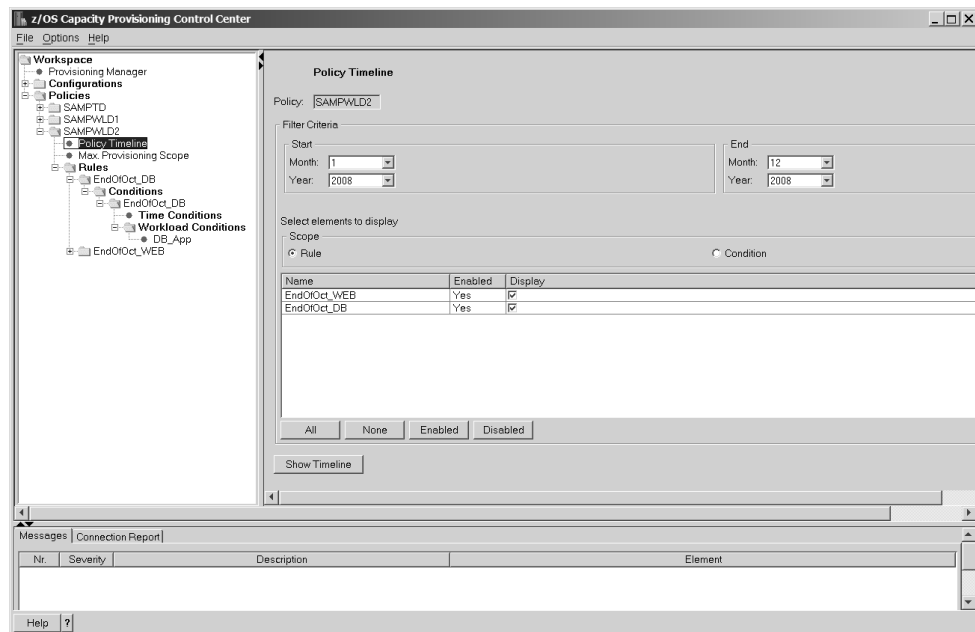 z/OS Capacity Provisioning Control Center
File Options Help
Workspace
Provisioning Manager
Configurations
Policies
SAMPTD
SAMPWLD1
SAMPWLD2
Policy Timeline
Max. Provisioning Scope
Rules
EndOfOct_DB
Conditions
EndOfOct_DB
Time Conditions
Workload Conditions
DB_App
EndOfOct_WEB
Policy Timeline
Policy: SAMPWLD2
Filter Criteria
Start
Month: 1
Year: 2008
End
Month: 12
Year: 2008
Select elements to display
Scope
Rule
Condition
Name Enabled Display
EndOfOct_WEB Yes
EndOfOct_DB Yes
All None Enabled Disabled
Show Timeline
Messages Connection Report
Nr. Severity Description Element
Help ?